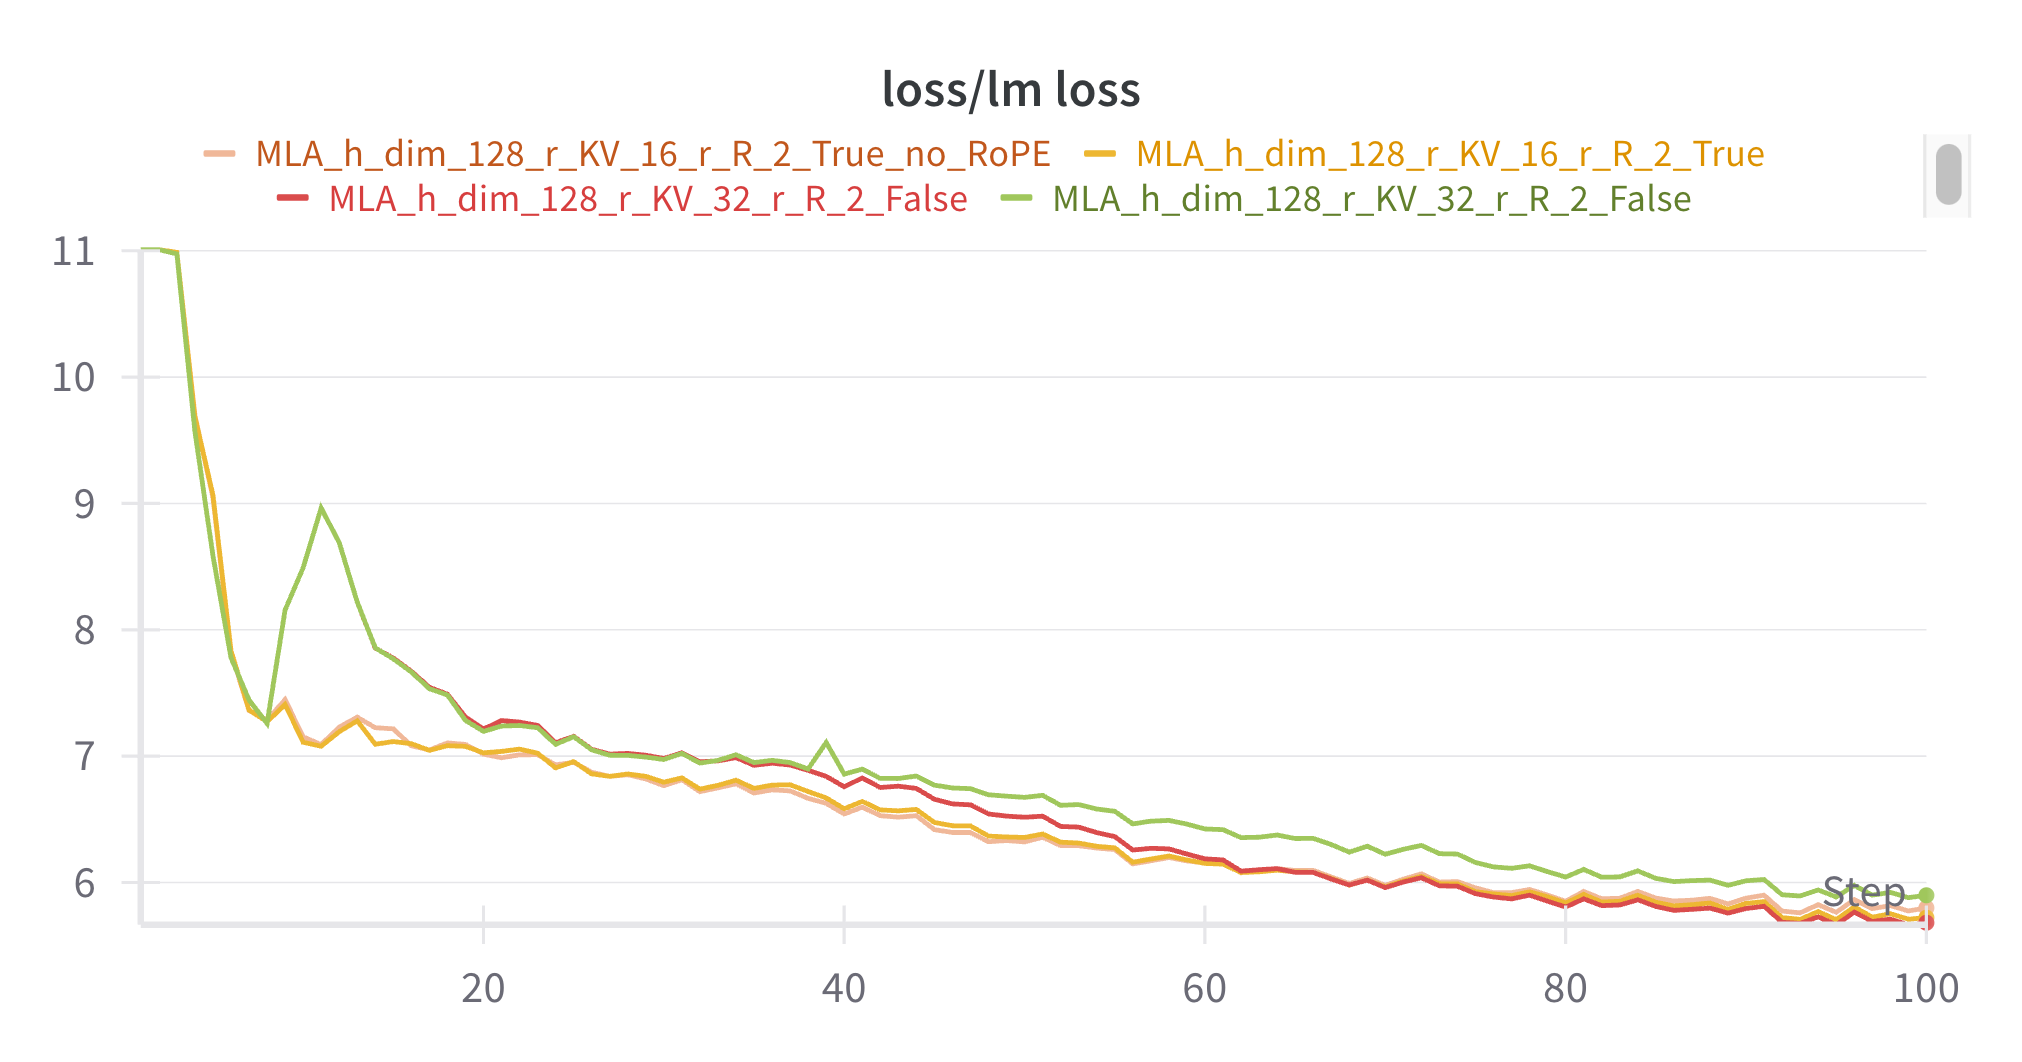 loss/lm loss
MLA_h_dim_128_r_KV_16_r_R_2_True_no_RoPE MLA_h_dim_128_r_KV_16_r_R_2_True
MLA_h_dim_128_r_KV_32_r_R_2_False MLA_h_dim_128_r_KV_32_r_R_2_False
11
10
9
8
7
6
Step
20 40 60 80 100